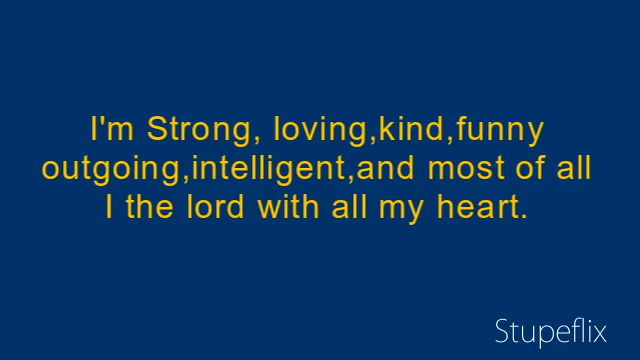 I'm Strong, loving,kind,funny
outgoing,intelligent,and most of all
I the lord with all my heart.
Stupeflix